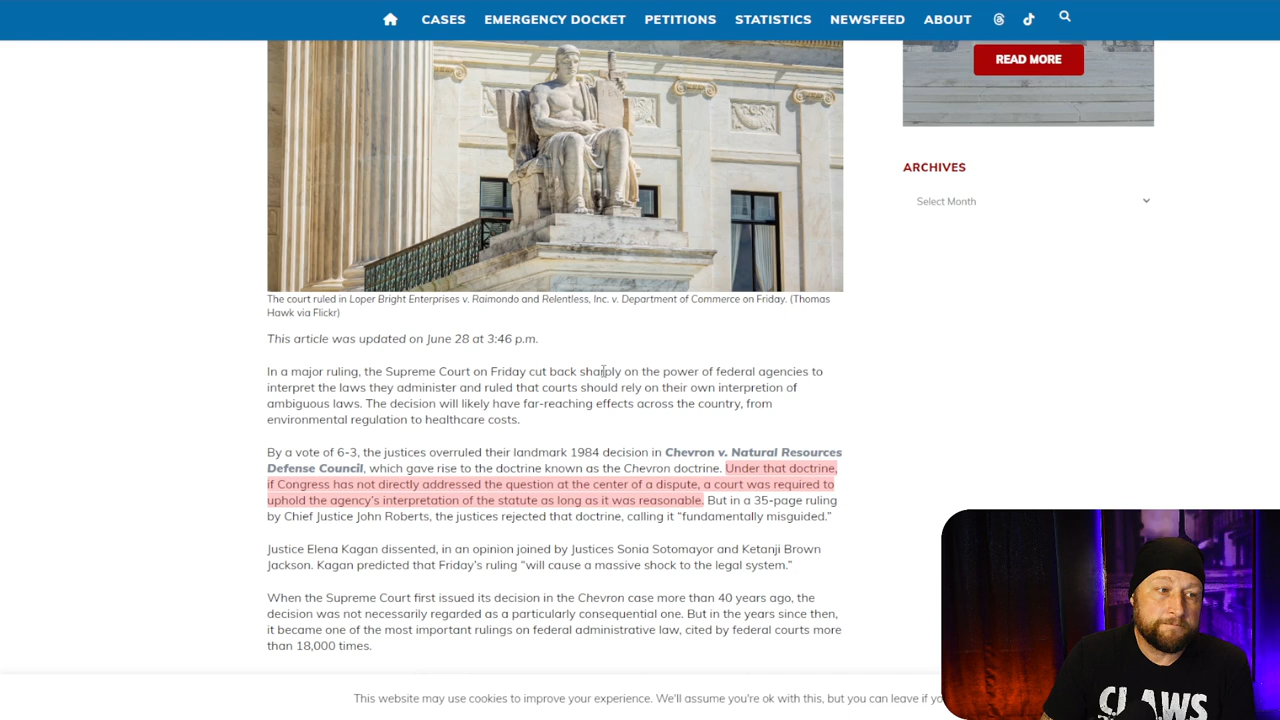 CASES EMERGENCY DOCKET PETITIONS STATISTICS NEWSFEED ABOUT
READ MORE
ARCHIVES
Select Month
The court ruled in Loper Bright Enterprises v. Raimondo and Relentless, Inc. v. Department of Commerce on Friday. (Thomas
Hawk via Flickr)
This article was updated on June 28 at 3:46 p.m.
In a major ruling, the Supreme Court on Friday cut back sharply on the power of federal agencies to
interpret the laws they administer and ruled that courts should rely on their own interpretion of
ambiguous laws. The decision will likely have far-reaching effects across the country, from
environmental regulation to healthcare costs.
By a vote of 6-3, the justices overruled their landmark 1984 decision in Chevron v. Natural Resources
Defense Council, which gave rise to the doctrine known as the Chevron doctrine. Under that doctrine,
if Congress has not directly addressed the question at the center of a dispute, a court was required to
uphold the agency's interpretation of the statute as long as it was reasonable. But in a 35-page ruling
by Chief Justice John Roberts, the justices rejected that doctrine, calling it “fundamentally misguided.”
Justice Elena Kagan dissented, in an opinion joined by Justices Sonia Sotomayor and Ketanji Brown
Jackson. Kagan predicted that Friday's ruling “will cause a massive shock to the legal system.”
When the Supreme Court first issued its decision in the Chevron case more than 40 years ago, the
decision was not necessarily regarded as a particularly consequential one. But in the years since then,
it became one of the most important rulings on federal administrative law, cited by federal courts more
than 18,000 times.
This website may use cookies to improve your experience. We'll assume you're ok with this, but you can leave if
CLAWS